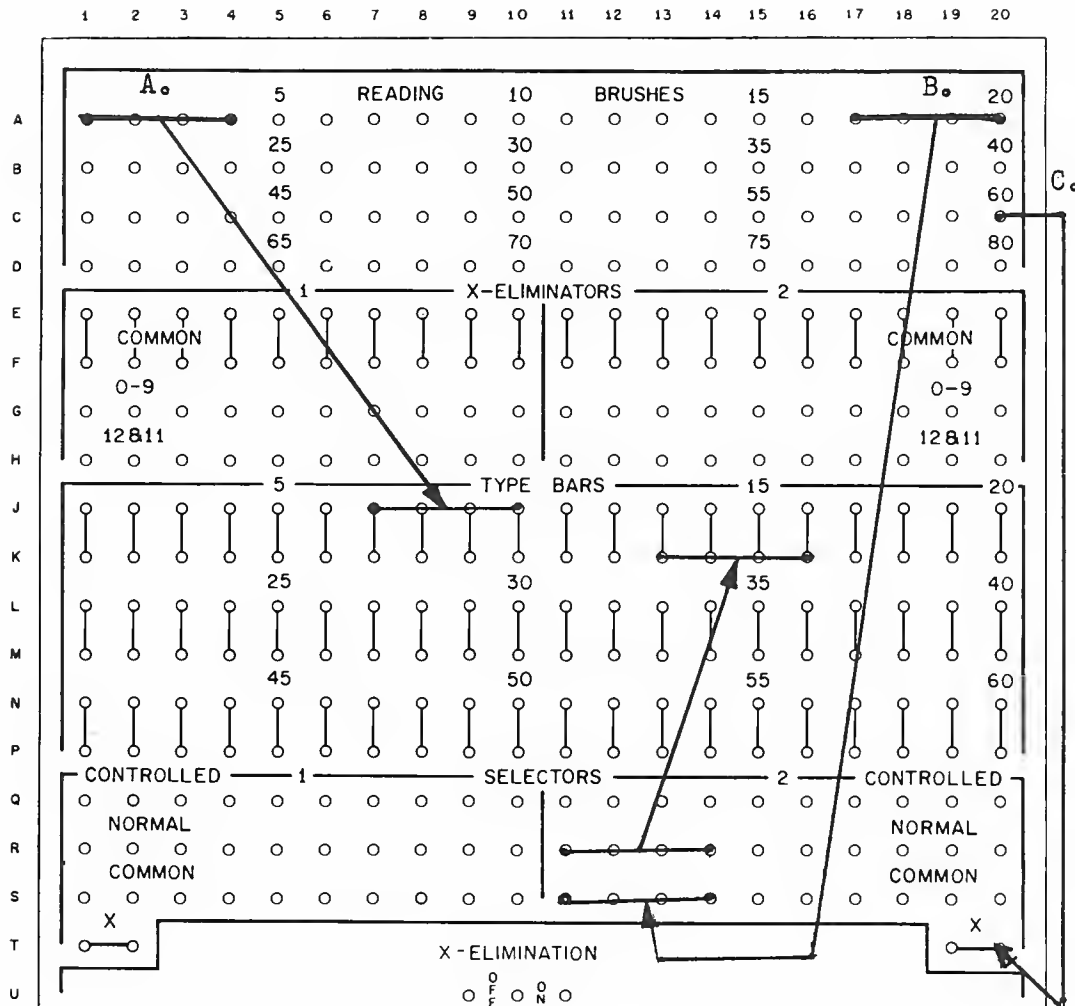 1 2 3 4 5 6 7 8 9 10 11 12 13 14 15 16 17 18 19 20
A. B.
5 READING 10 BRUSHES 15 20
A
25 30 35 40
B
45 50 55 60 C.
C
65 70 75 80
D
1 X-ELIMINATORS 2
E
COMMON COMMON
F
0-9 0-9
G
12&11 12&11
H
5 TYPE BARS 15 20
J
K
25 30 35 40
L
M
45 50 55 60
N
P
CONTROLLED 1 SELECTORS 2 CONTROLLED
Q
NORMAL NORMAL
R
COMMON COMMON
S
X X
T
X-ELIMINATION
U OFF ON